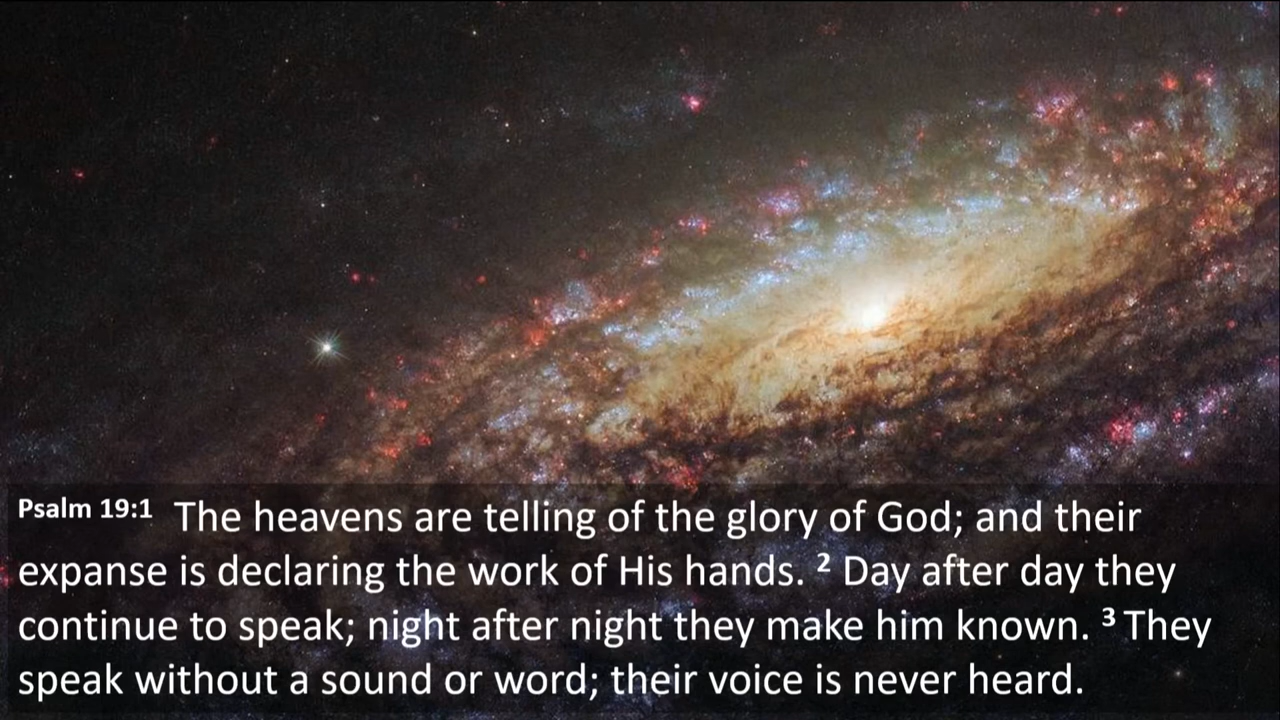 Psalm 19:1 The heavens are telling of the glory of God; and their
expanse is declaring the work of His hands. 2 Day after day they
continue to speak; night after night they make him known. 3 They
speak without a sound or word; their voice is never heard.